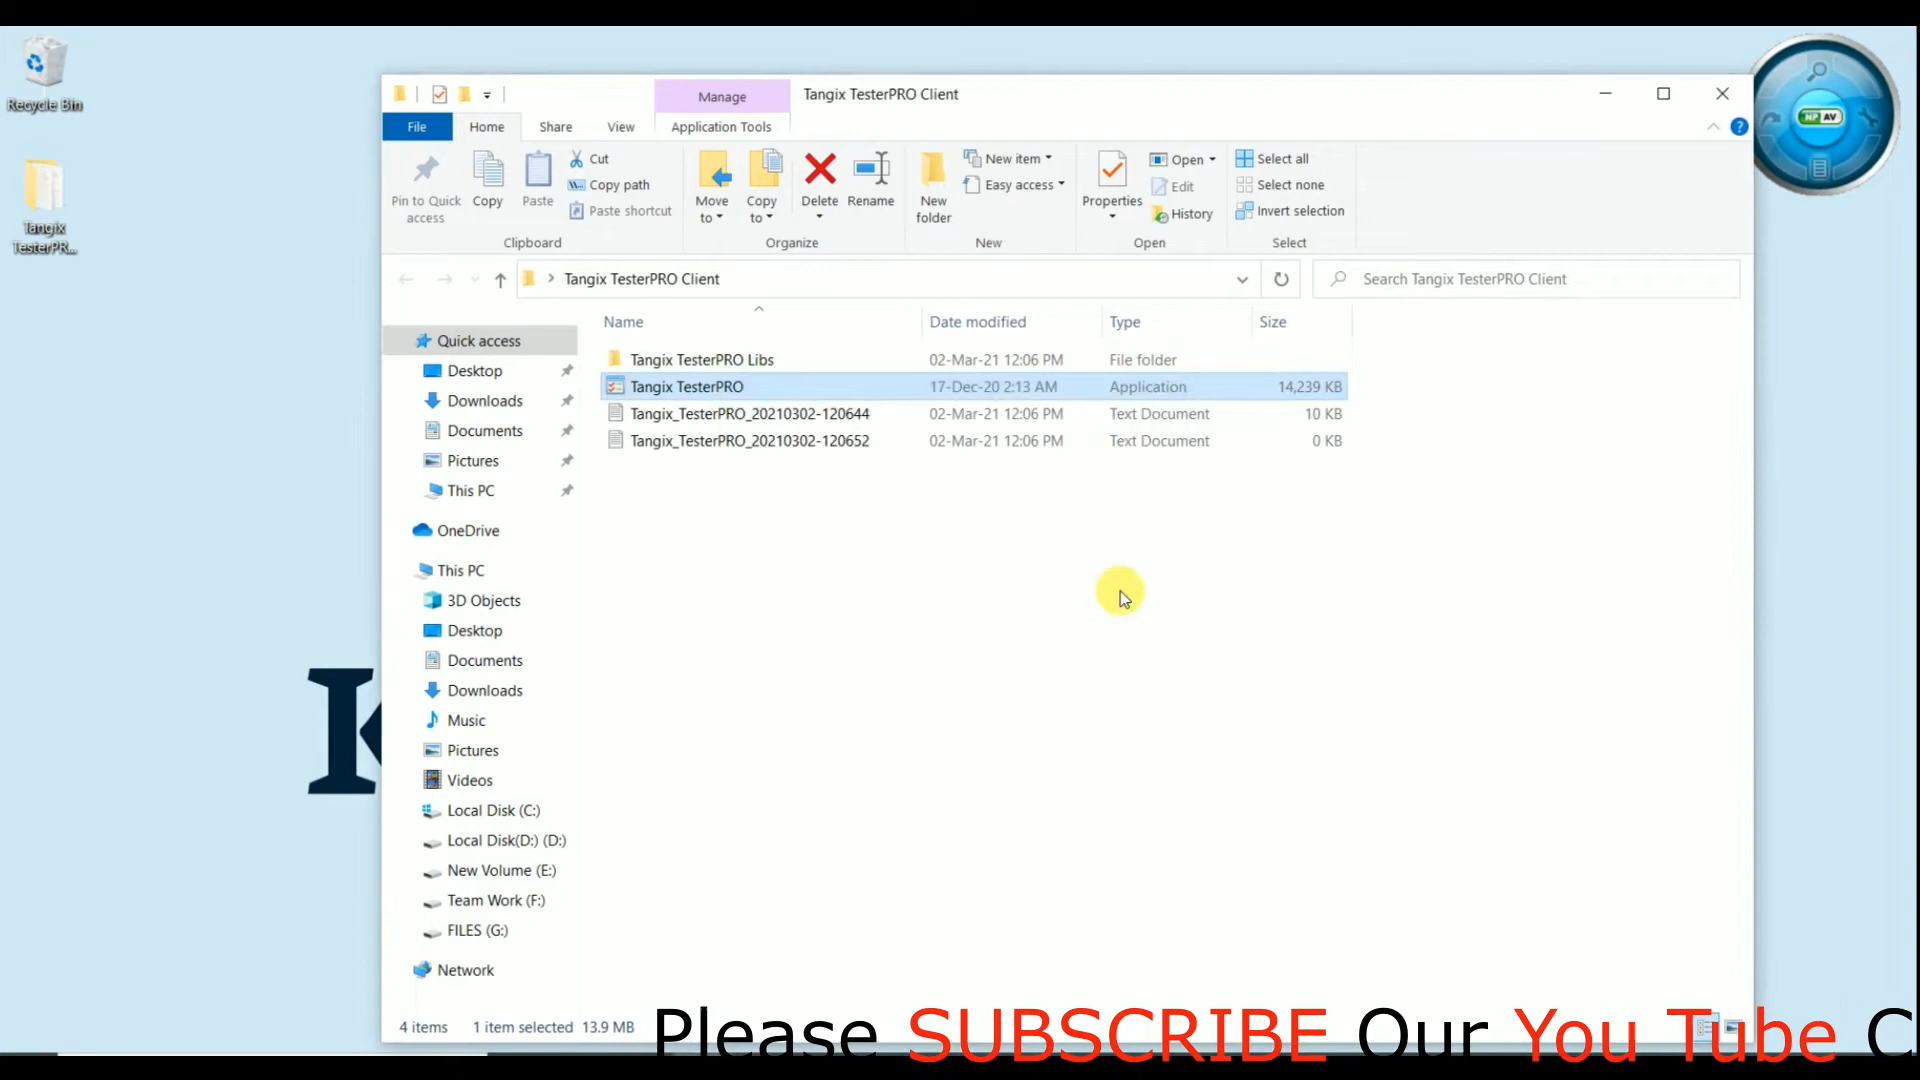 Recycle Bin
Tangix
TesterPR...
Manage
Tangix TesterPRO Client
File
Home
Share
View
Application Tools
Pin to Quick
access
Copy
Paste
Cut
Copy path
Paste shortcut
Clipboard
Move
to
Copy
to
Delete
Rename
Organize
New
folder
New item
Easy access
New
Properties
Open
Edit
History
Open
Select all
Select none
Invert selection
Select
NP AV
Tangix TesterPRO Client
Search Tangix TesterPRO Client
Name Date modified Type Size
Tangix TesterPRO Libs 02-Mar-21 12:06 PM File folder
Tangix TesterPRO 17-Dec-20 2:13 AM Application 14,239 KB
Tangix_TesterPRO_20210302-120644 02-Mar-21 12:06 PM Text Document 10 KB
Tangix_TesterPRO_20210302-120652 02-Mar-21 12:06 PM Text Document 0 KB
Quick access
Desktop
Downloads
Documents
Pictures
This PC
OneDrive
This PC
3D Objects
Desktop
Documents
Downloads
Music
Pictures
Videos
Local Disk (C:)
Local Disk(D:) (D:)
New Volume (E:)
Team Work (F:)
FILES (G:)
Network
K
4 items 1 item selected 13.9 MB
Please SUBSCRIBE Our You Tube C